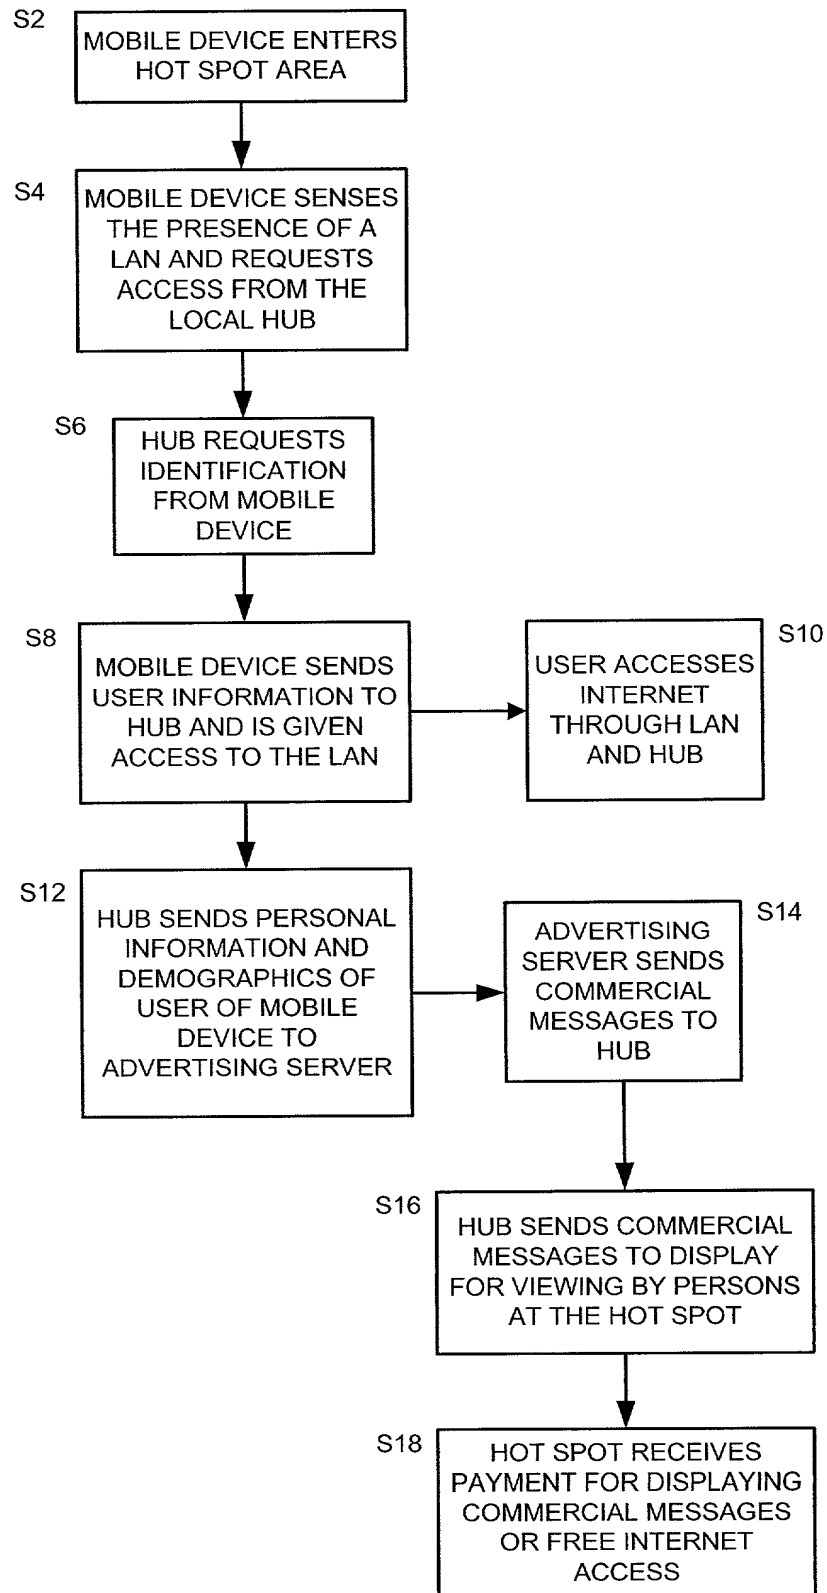 S2
MOBILE DEVICE ENTERS
HOT SPOT AREA
S4
MOBILE DEVICE SENSES
THE PRESENCE OF A
LAN AND REQUESTS
ACCESS FROM THE
LOCAL HUB
S6
HUB REQUESTS
IDENTIFICATION
FROM MOBILE
DEVICE
S8
MOBILE DEVICE SENDS
USER INFORMATION TO
HUB AND IS GIVEN
ACCESS TO THE LAN
S10
USER ACCESSES
INTERNET
THROUGH LAN
AND HUB
S12
HUB SENDS PERSONAL
INFORMATION AND
DEMOGRAPHICS OF
USER OF MOBILE
DEVICE TO
ADVERTISING SERVER
S14
ADVERTISING
SERVER SENDS
COMMERCIAL
MESSAGES TO
HUB
S16
HUB SENDS COMMERCIAL
MESSAGES TO DISPLAY
FOR VIEWING BY PERSONS
AT THE HOT SPOT
S18
HOT SPOT RECEIVES
PAYMENT FOR DISPLAYING
COMMERCIAL MESSAGES
OR FREE INTERNET
ACCESS